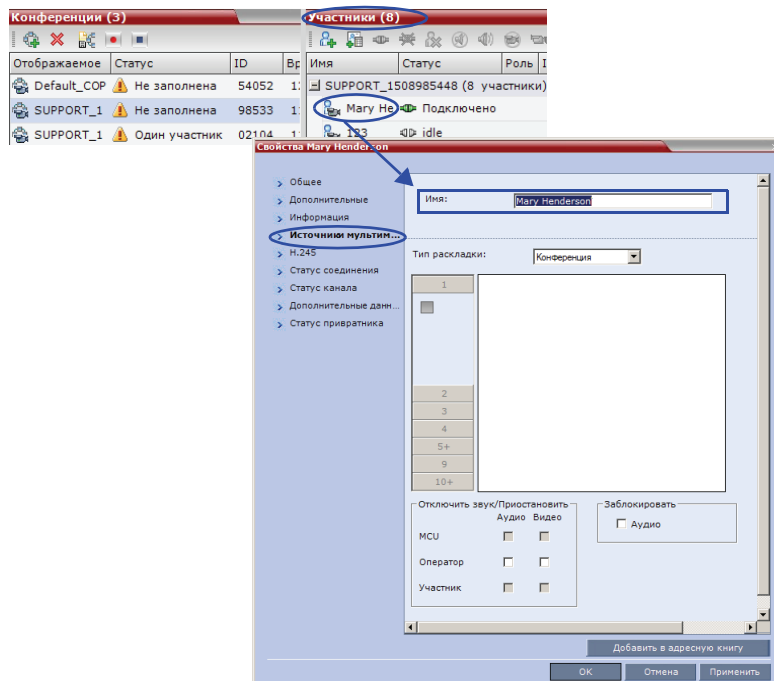 Конференции (3)
Участники (8)
Отображаемое Статус ID Вр
Имя Статус Роль I
Default_COP Не заполнена 54052 1
SUPPORT_1508985448 (8 участники)
SUPPORT_1 Не заполнена 98533 1
Mary He Подключено
SUPPORT_1 Один участник 02104 1
123 idle
Свойства Mary Henderson
Общее
Дополнительные
Информация
Источники мультим...
H.245
Статус соединения
Статус канала
Дополнительные данн...
Статус привратника
Имя: Mary Henderson
Тип раскладки: Конференция
1
2
3
4
5+
9
10+
Отключить звук/Приостановить
Аудио Видео
MCU
Оператор
Участник
Заблокировать
Аудио
Добавить в адресную книгу
OK Отмена Применить